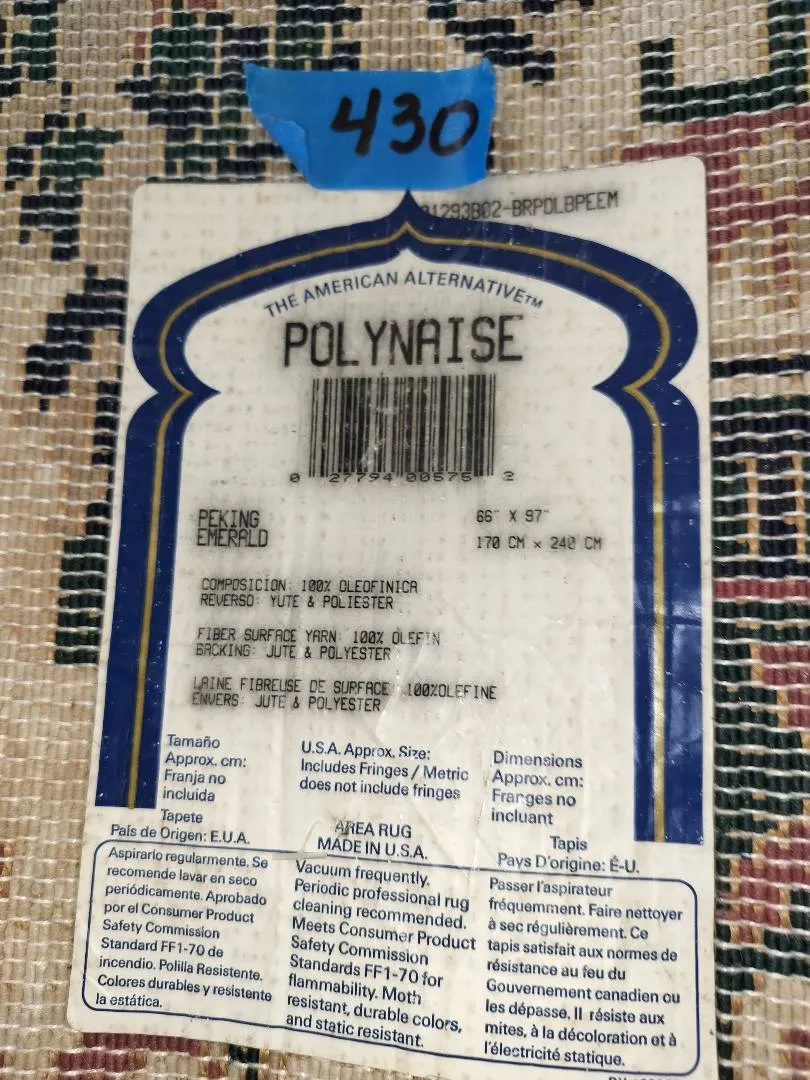 430
81293B02-BRPOLBPEEM
THE AMERICAN ALTERNATIVE™
POLYNAISE
0 27794 00575 2
PEKING
EMERALD
66" X 97"
170 CM x 240 CM
COMPOSICION: 100% OLEOFINICA
REVERSO: YUTE & POLIESTER
FIBER SURFACE YARN: 100% OLEFIN
BACKING: JUTE & POLYESTER
LAINE FIBREUSE DE SURFACE :100%OLEFINE
ENVERS: JUTE & POLYESTER
Tamaño
Approx. cm:
Franja no
incluida
U.S.A. Approx. Size:
Includes Fringes / Metric
does not include fringes
Dimensions
Approx. cm:
Franges no
incluant
Tapete
País de Origen: E.U.A.
AREA RUG
MADE IN U.S.A.
Tapis
Pays D'origine: É-U.
Aspirarlo regularmente. Se
recomende lavar en seco
periódicamente. Aprobado
por el Consumer Product
Safety Commission
Standard FF1-70 de
incendio. Polilla Resistente.
Colores durables y resistente
la estática.
Vacuum frequently.
Periodic professional rug
cleaning recommended.
Meets Consumer Product
Safety Commission
Standards FF1-70 for
flammability. Moth
resistant, durable colors,
and static resistant.
Passer l'aspirateur
fréquemment. Faire nettoyer
à sec régulièrement. Ce
tapis satisfait aux normes de
résistance au feu du
Gouvernement canadien ou
les dépasse. Il résiste aux
mites, à la décoloration et à
l'électricité statique.